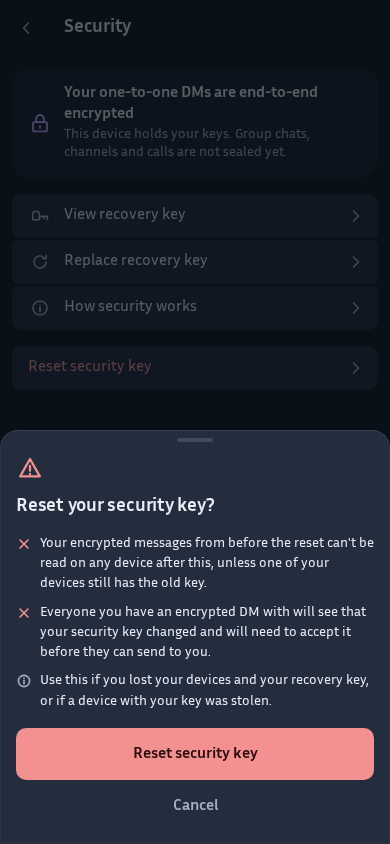 Security
Your one-to-one DMs are end-to-end
encrypted
This device holds your keys. Group chats,
channels and calls are not sealed yet.
View recovery key
Replace recovery key
How security works
Reset security key
Reset your security key?
Your encrypted messages from before the reset can't be
read on any device after this, unless one of your
devices still has the old key.
Everyone you have an encrypted DM with will see that
your security key changed and will need to accept it
before they can send to you.
Use this if you lost your devices and your recovery key,
or if a device with your key was stolen.
Reset security key
Cancel